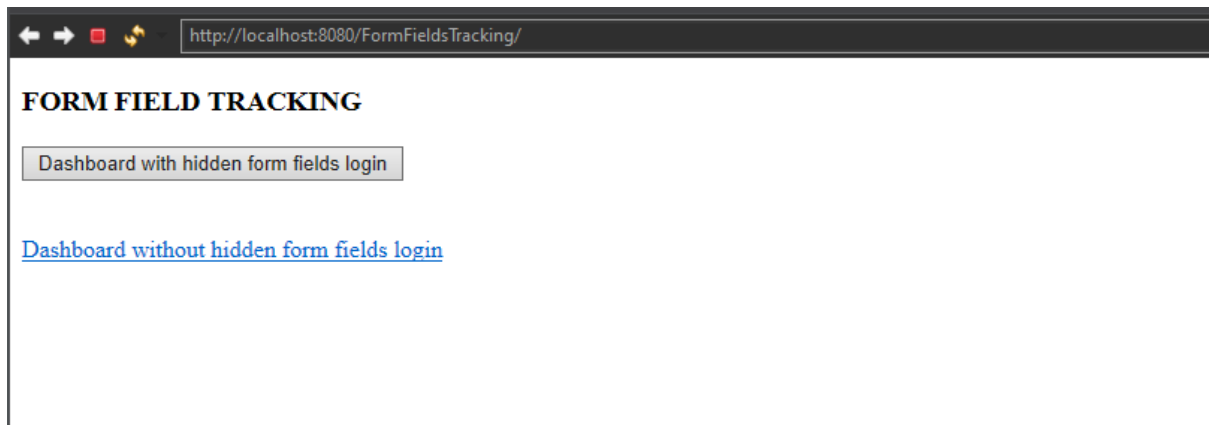 http://localhost:8080/FormFieldsTracking/
FORM FIELD TRACKING
Dashboard with hidden form fields login
Dashboard without hidden form fields login